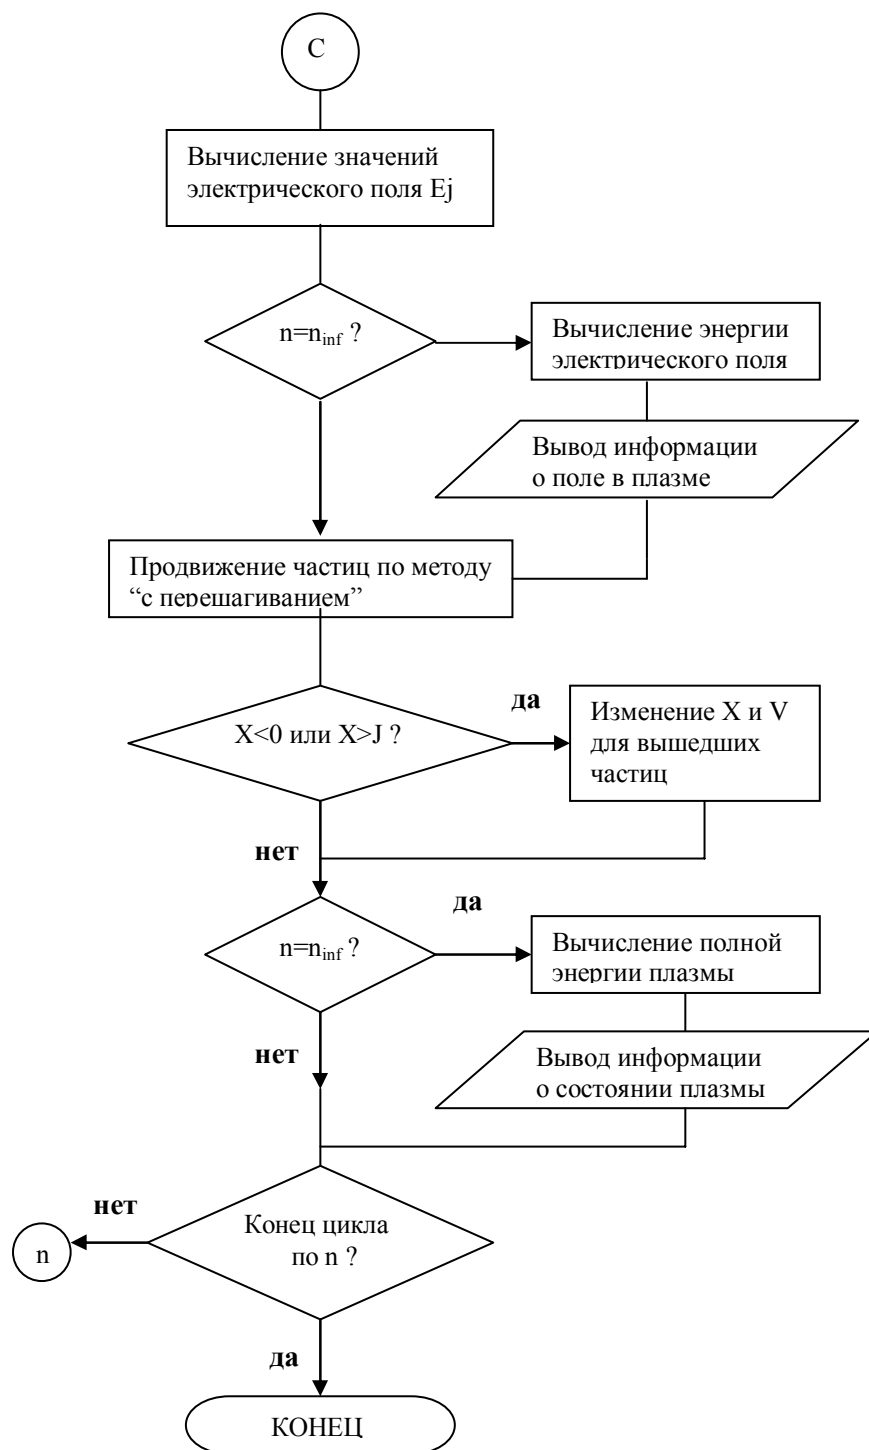 С
Вычисление значений
электрического поля Ej
n=n_inf ?
Вычисление энергии
электрического поля
Вывод информации
о поле в плазме
Продвижение частиц по методу
“с перешагиванием”
X<0 или X>J ?
да
Изменение X и V
для вышедших
частиц
нет
да
n=n_inf ?
Вычисление полной
энергии плазмы
нет
Вывод информации
о состоянии плазмы
нет
Конец цикла
по n ?
n
да
КОНЕЦ